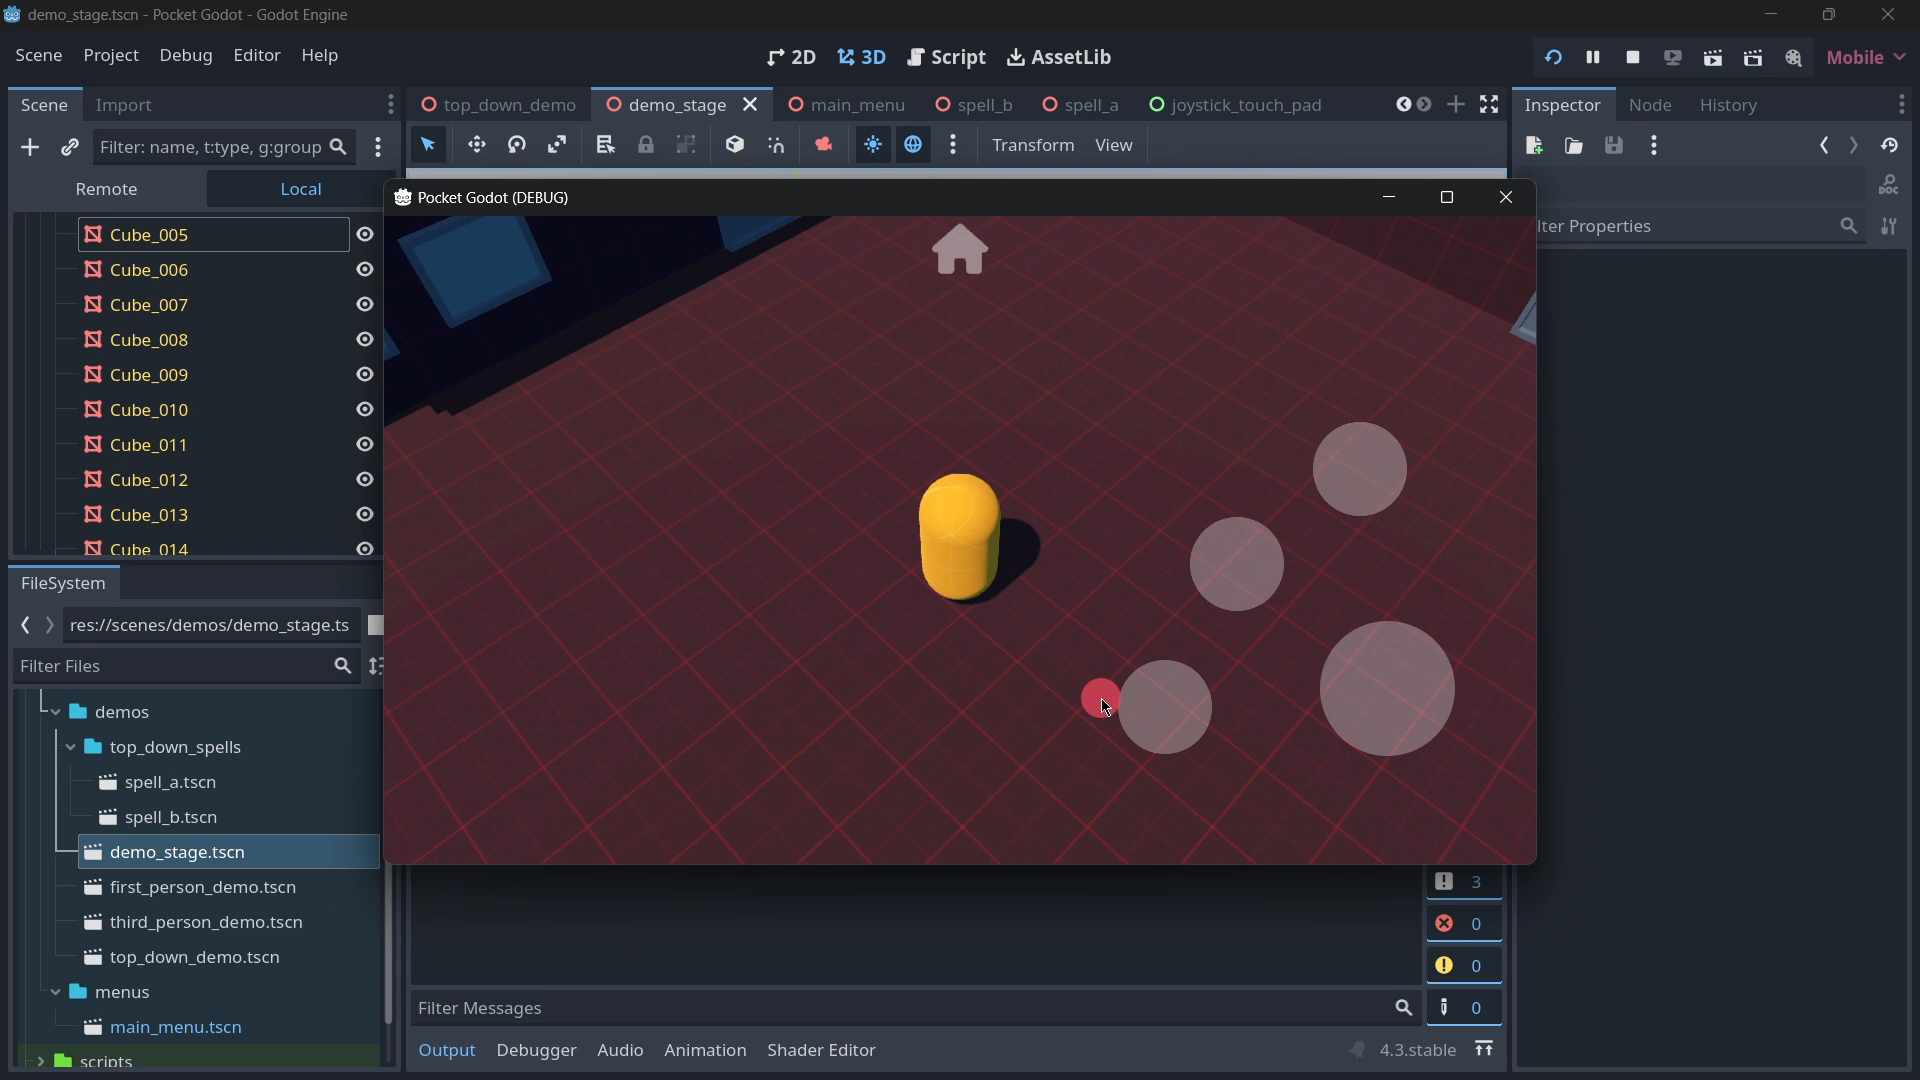 demo_stage.tscn - Pocket Godot - Godot Engine
Scene Project Debug Editor Help
2D 3D Script AssetLib
Mobile
Scene Import
top_down_demo demo_stage main_menu spell_b spell_a joystick_touch_pad
Inspector Node History
Filter: name, t:type, g:group
Transform View
Remote Local
Pocket Godot (DEBUG)
DOC
lter Properties
Cube_005
Cube_006
Cube_007
Cube_008
Cube_009
Cube_010
Cube_011
Cube_012
Cube_013
Cube_014
FileSystem
res://scenes/demos/demo_stage.ts
Filter Files
demos
top_down_spells
spell_a.tscn
spell_b.tscn
demo_stage.tscn
first_person_demo.tscn
third_person_demo.tscn
top_down_demo.tscn
menus
main_menu.tscn
scripts
3
0
0
Filter Messages
0
Output Debugger Audio Animation Shader Editor
4.3.stable